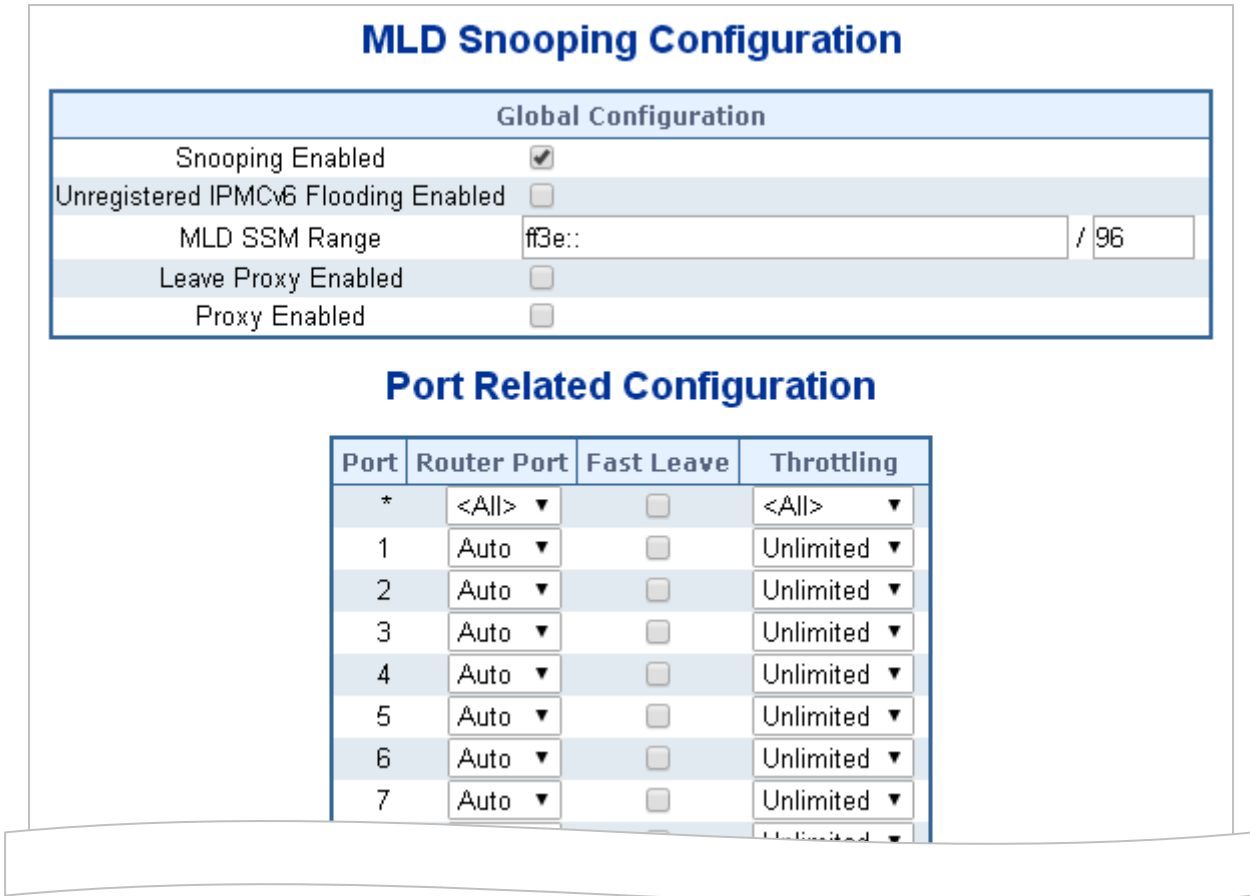 MLD Snooping Configuration
Global Configuration
Snooping Enabled
Unregistered IPMCv6 Flooding Enabled
MLD SSM Range ff3e:: / 96
Leave Proxy Enabled
Proxy Enabled
Port Related Configuration
Port Router Port Fast Leave Throttling
* <All> <All>
1 Auto Unlimited
2 Auto Unlimited
3 Auto Unlimited
4 Auto Unlimited
5 Auto Unlimited
6 Auto Unlimited
7 Auto Unlimited